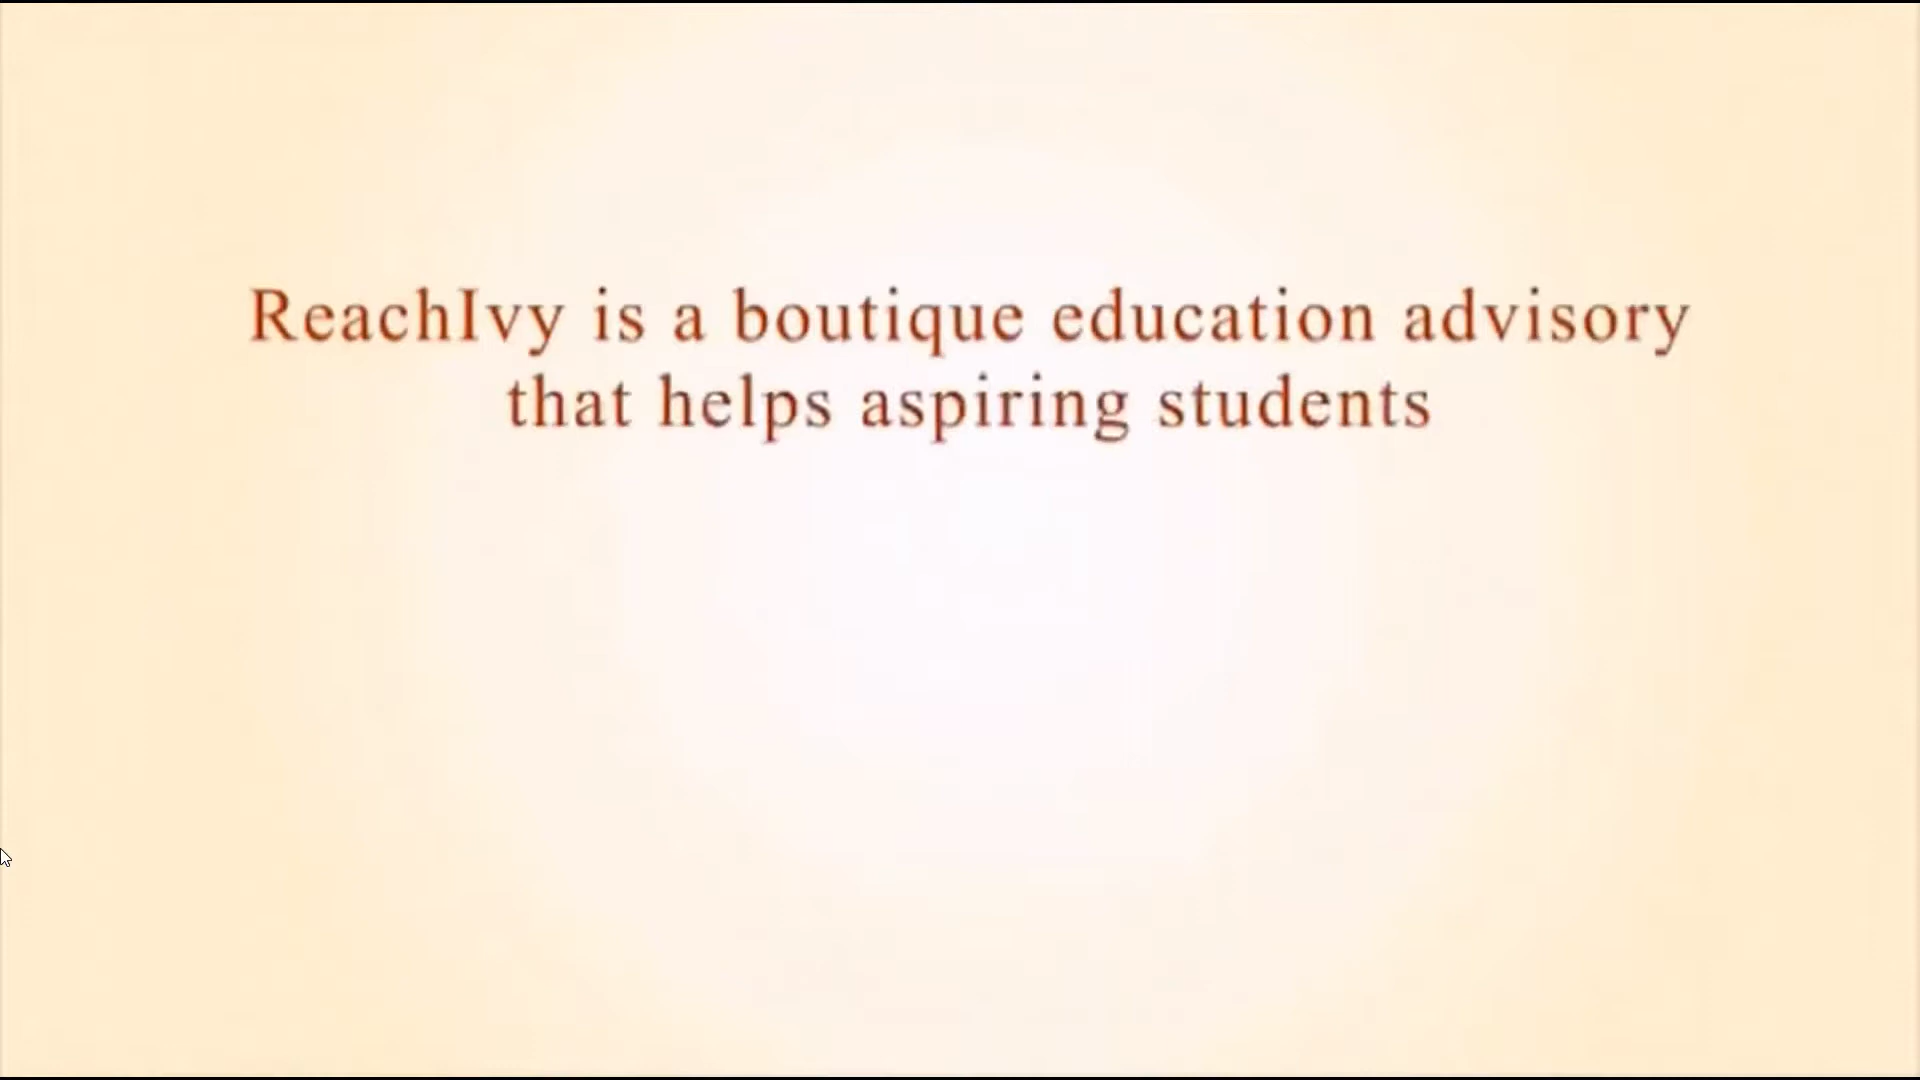 ReachIvy is a boutique education advisory
that helps aspiring students